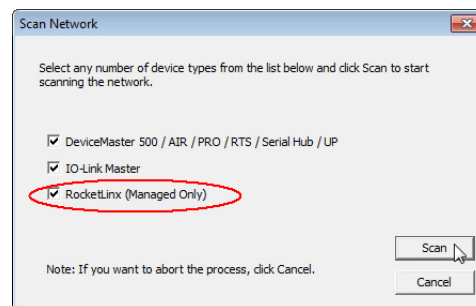 Scan Network
Select any number of device types from the list below and click Scan to start
scanning the network.
DeviceMaster 500 / AIR / PRO / RTS / Serial Hub / UP
IO-Link Master
RocketLinx (Managed Only)
Scan
Note: If you want to abort the process, click Cancel.
Cancel